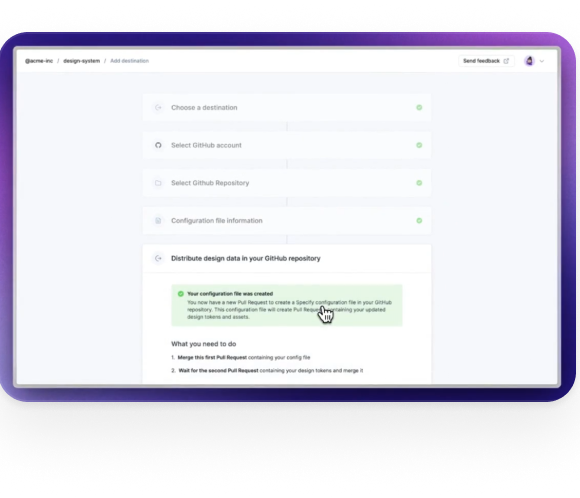 @acme-inc / design-system / Add destination
Send feedback
Choose a destination
Select GitHub account
Select Github Repository
Configuration file information
Distribute design data in your GitHub repository
Your configuration file was created
You now have a new Pull Request to create a Specify configuration file in your GitHub
repository. This configuration file will create Pull Request containing your updated
design tokens and assets.
What you need to do
1. Merge this first Pull Request containing your config file
2. Wait for the second Pull Request containing your design tokens and merge it